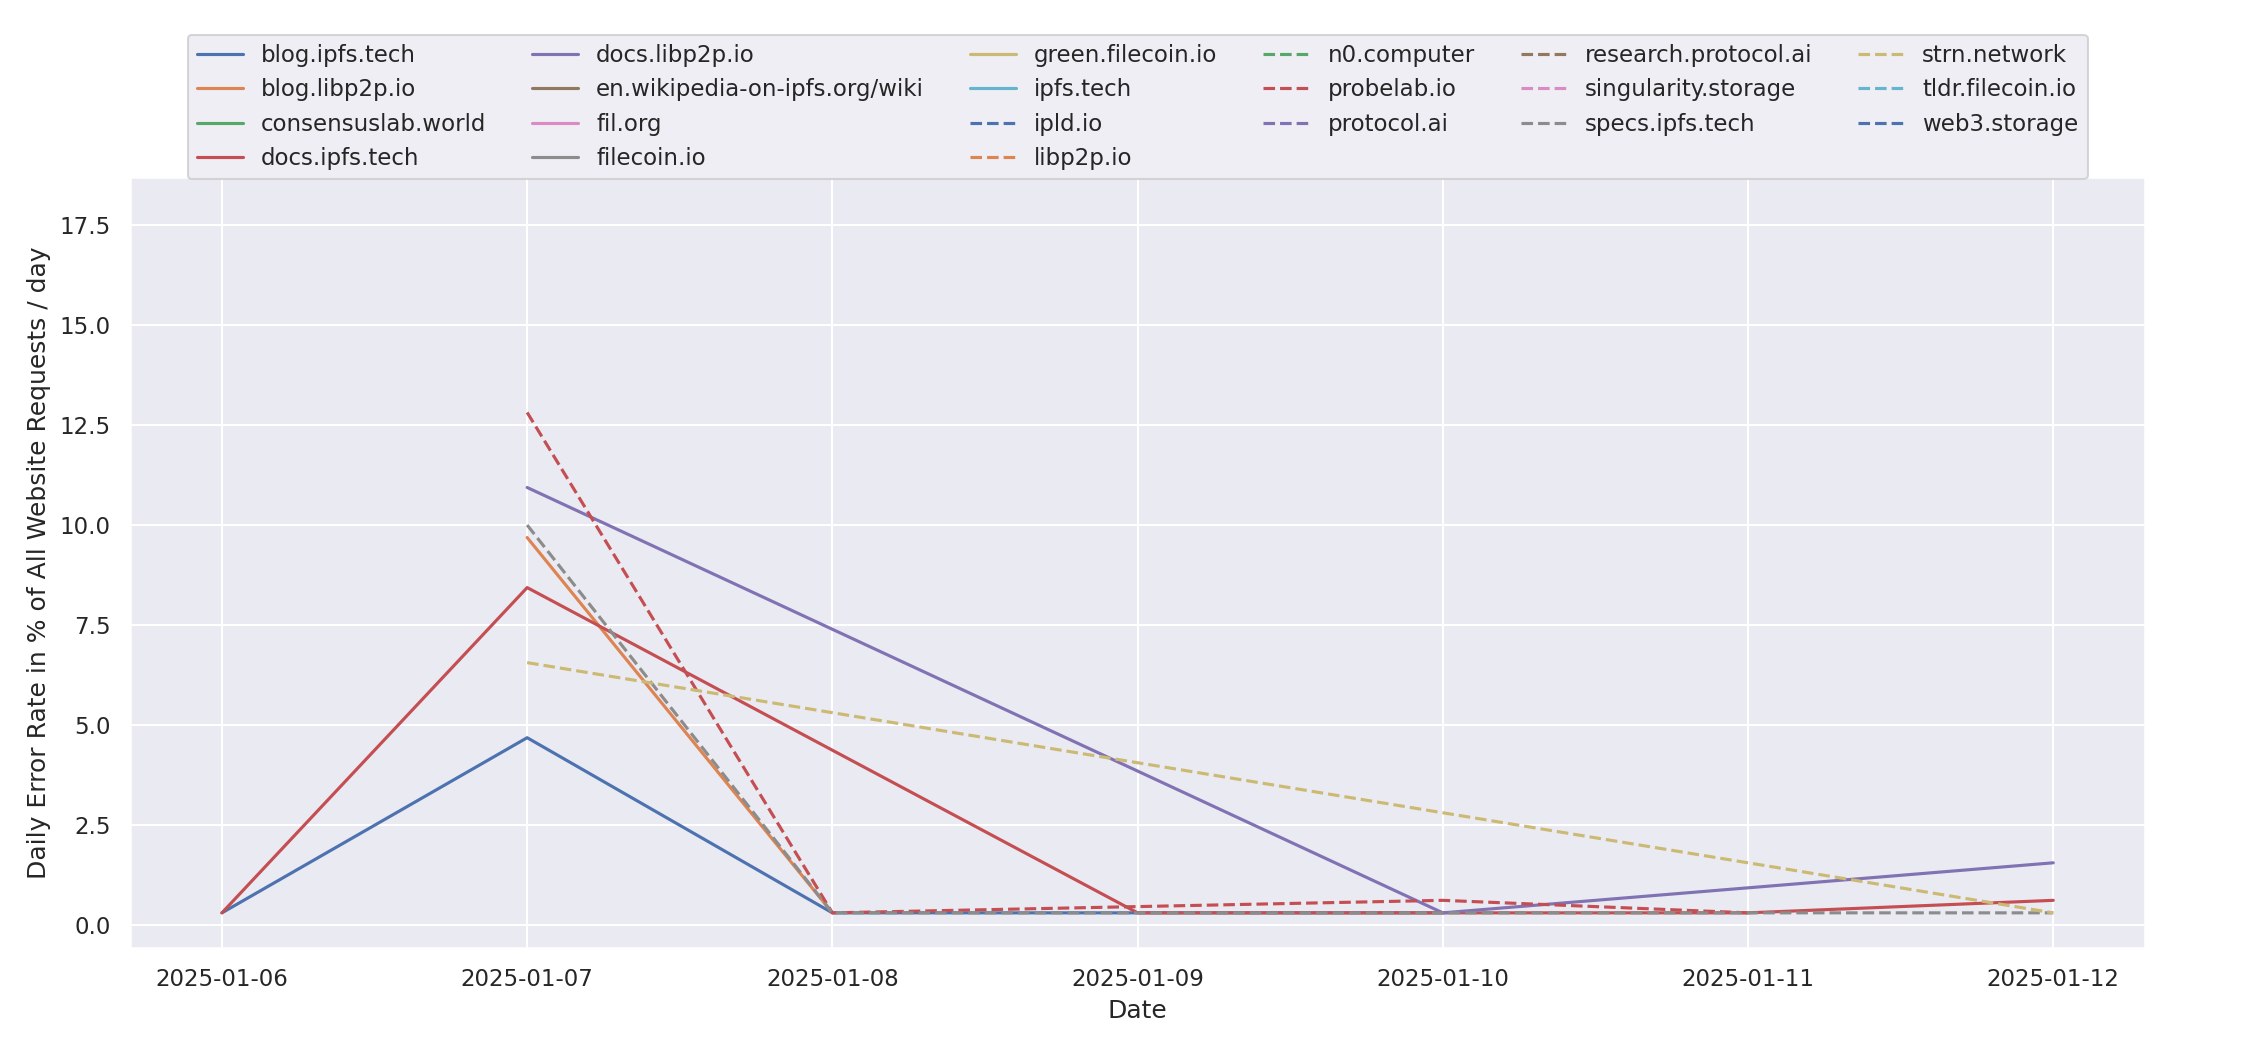 blog.ipfs.tech
blog.libp2p.io
consensuslab.world
docs.ipfs.tech
docs.libp2p.io
en.wikipedia-on-ipfs.org/wiki
fil.org
filecoin.io
green.filecoin.io
ipfs.tech
ipld.io
libp2p.io
n0.computer
probelab.io
protocol.ai
research.protocol.ai
singularity.storage
specs.ipfs.tech
strn.network
tldr.filecoin.io
web3.storage
Daily Error Rate in % of All Website Requests / day
17.5
15.0
12.5
10.0
7.5
5.0
2.5
0.0
2025-01-06
2025-01-07
2025-01-08
2025-01-09
2025-01-10
2025-01-11
2025-01-12
Date